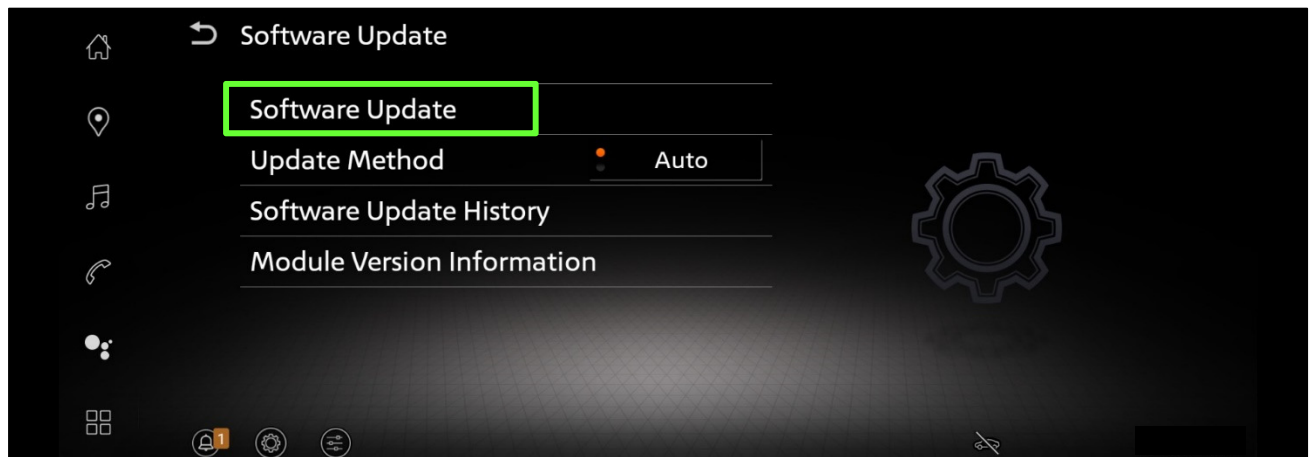 Software Update
Software Update
Update Method
Auto
Software Update History
Module Version Information
1